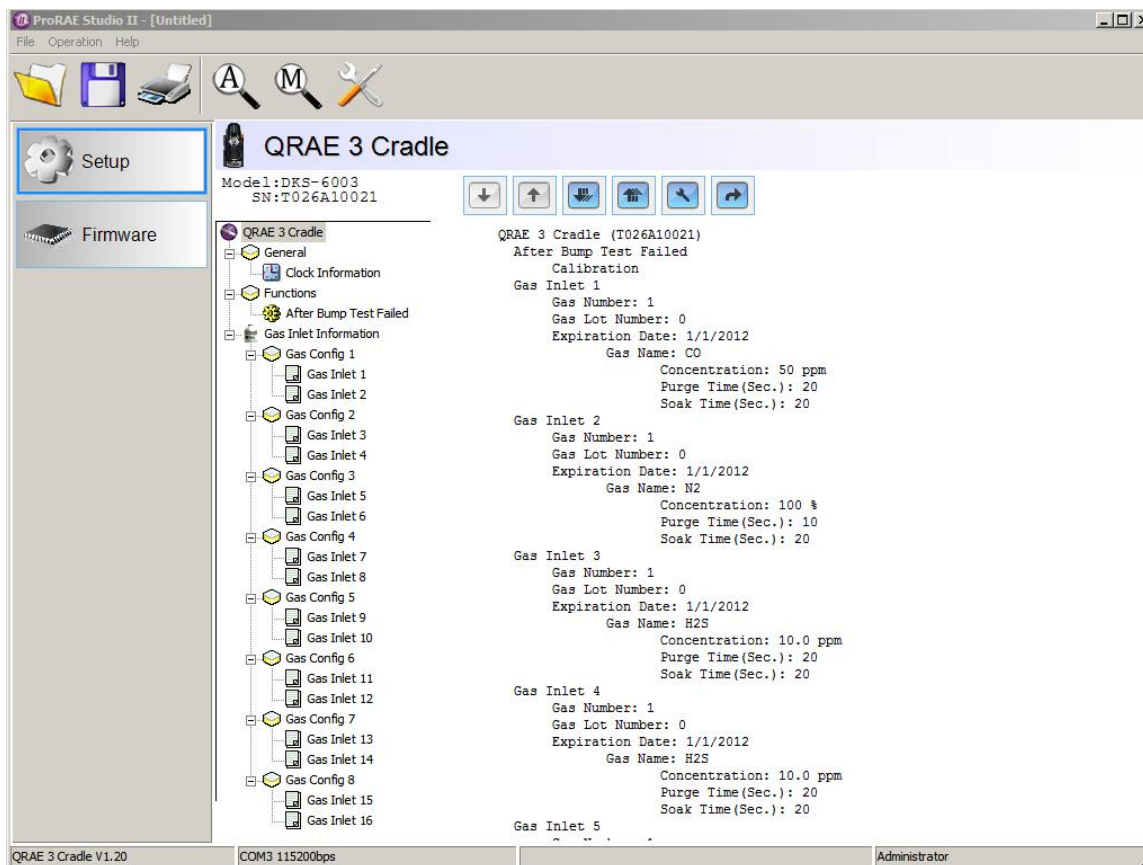 ProRAE Studio II - [Untitled]
File Operation Help
A M
Setup
Firmware
QRAE 3 Cradle
Model:DKS-6003
SN:T026A10021
QRAE 3 Cradle
General
Clock Information
Functions
After Bump Test Failed
Gas Inlet Information
Gas Config 1
Gas Inlet 1
Gas Inlet 2
Gas Config 2
Gas Inlet 3
Gas Inlet 4
Gas Config 3
Gas Inlet 5
Gas Inlet 6
Gas Config 4
Gas Inlet 7
Gas Inlet 8
Gas Config 5
Gas Inlet 9
Gas Inlet 10
Gas Config 6
Gas Inlet 11
Gas Inlet 12
Gas Config 7
Gas Inlet 13
Gas Inlet 14
Gas Config 8
Gas Inlet 15
Gas Inlet 16
QRAE 3 Cradle (T026A10021)
After Bump Test Failed
Calibration
Gas Inlet 1
Gas Number: 1
Gas Lot Number: 0
Expiration Date: 1/1/2012
Gas Name: CO
Concentration: 50 ppm
Purge Time(Sec.): 20
Soak Time(Sec.): 20
Gas Inlet 2
Gas Number: 1
Gas Lot Number: 0
Expiration Date: 1/1/2012
Gas Name: N2
Concentration: 100 %
Purge Time(Sec.): 10
Soak Time(Sec.): 20
Gas Inlet 3
Gas Number: 1
Gas Lot Number: 0
Expiration Date: 1/1/2012
Gas Name: H2S
Concentration: 10.0 ppm
Purge Time(Sec.): 20
Soak Time(Sec.): 20
Gas Inlet 4
Gas Number: 1
Gas Lot Number: 0
Expiration Date: 1/1/2012
Gas Name: H2S
Concentration: 10.0 ppm
Purge Time(Sec.): 20
Soak Time(Sec.): 20
Gas Inlet 5
QRAE 3 Cradle V1.20
COM3 115200bps
Administrator